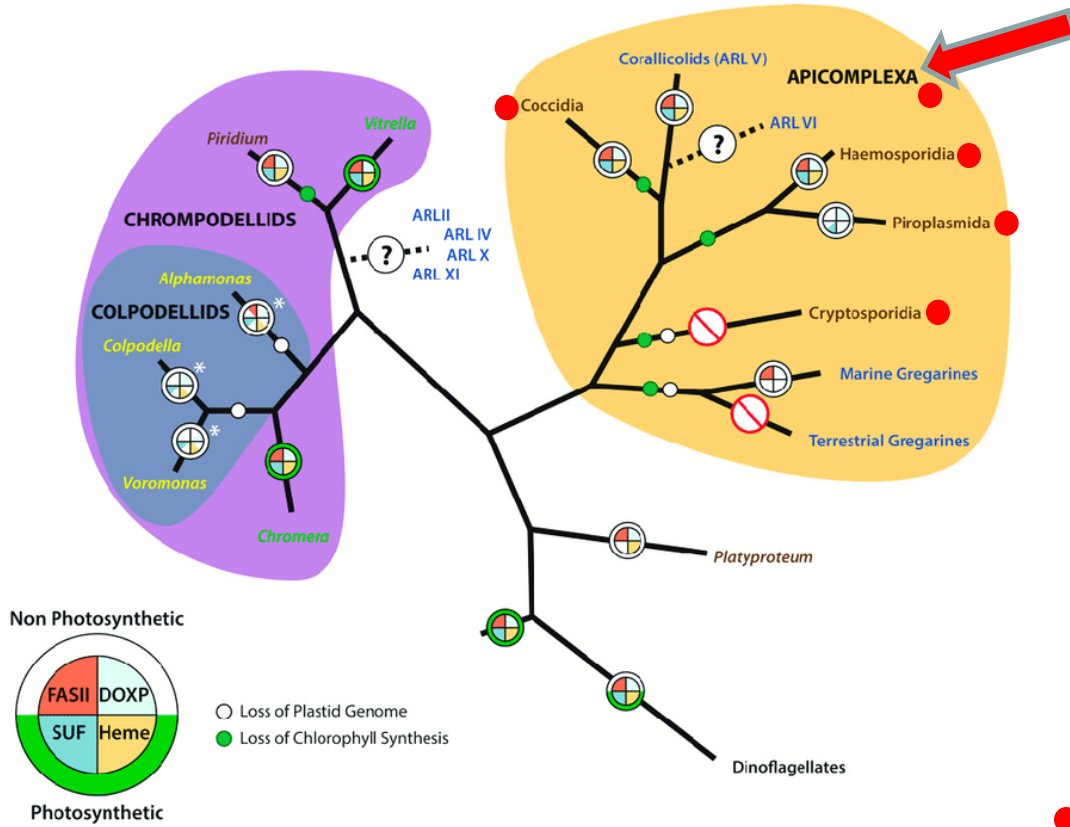 Corallicolids (ARL V)
APICOMPLEXA
Coccidia
ARL VI
?
Vitrella
Piridium
Haemosporidia
CHROMPODELLIDS
ARLII
ARL IV
ARL X
ARL XI
?
Piroplasmida
Alphamonas
*
COLPODELLIDS
Cryptosporidia
Colpodella
*
*
Marine Gregarines
Terrestrial Gregarines
Voromonas
Chromera
Platyproteum
Non Photosynthetic
FASII DOXP
SUF Heme
Photosynthetic
Loss of Plastid Genome
Loss of Chlorophyll Synthesis
Dinoflagellates